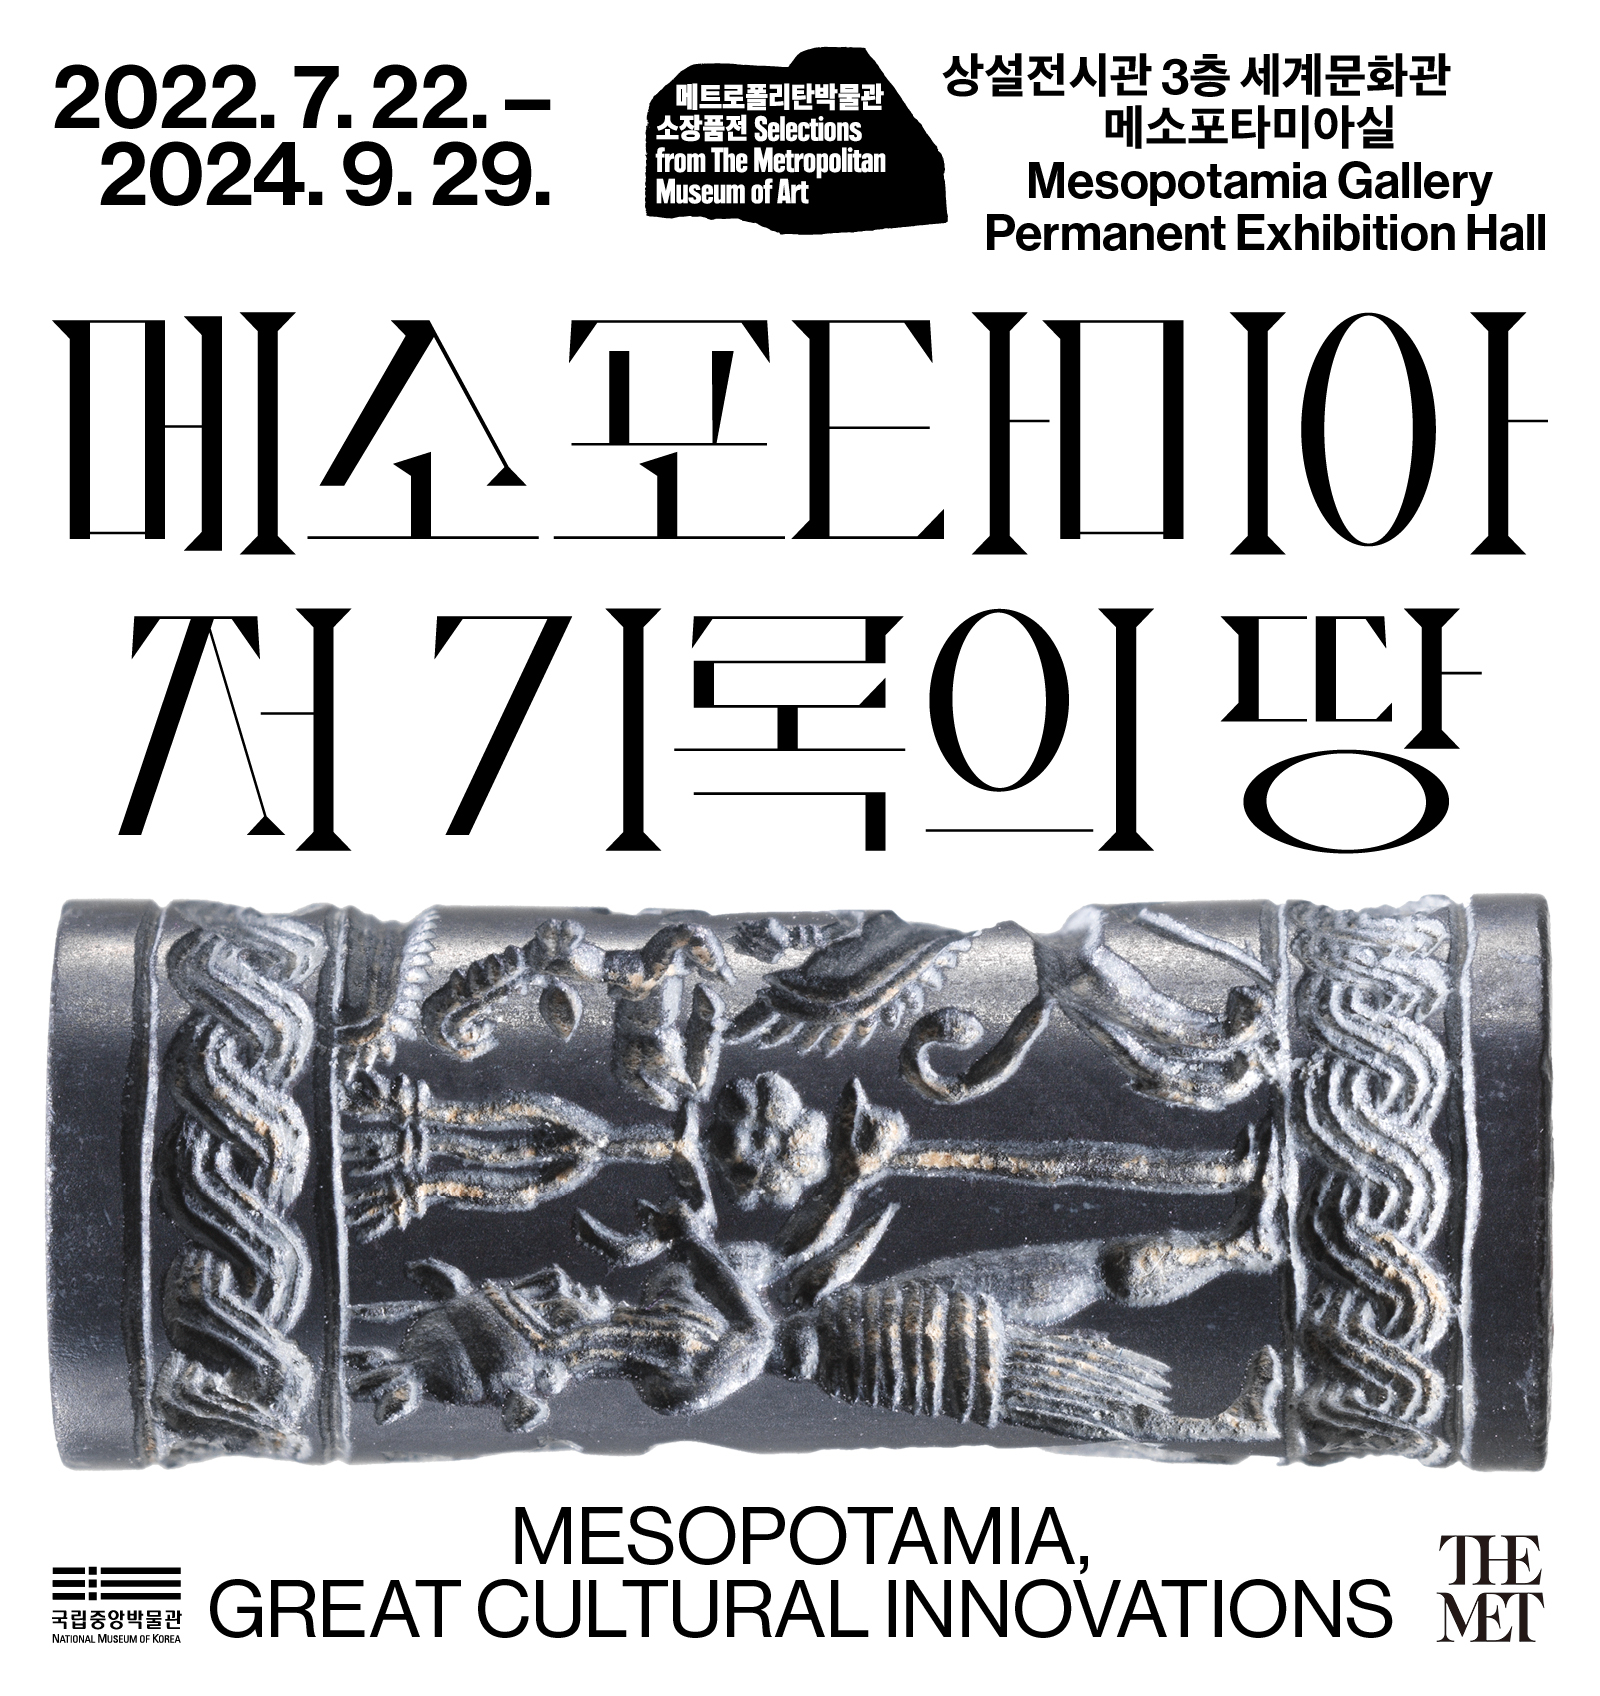 2022. 7. 22. –
2024. 9. 29.
메트로폴리탄박물관
소장품전 Selections
from The Metropolitan
Museum of Art
상설전시관 3층 세계문화관
메소포타미아실
Mesopotamia Gallery
Permanent Exhibition Hall
메소포타미아
저 기록의 땅
MESOPOTAMIA,
GREAT CULTURAL INNOVATIONS
국립중앙박물관
NATIONAL MUSEUM OF KOREA
THE
MET